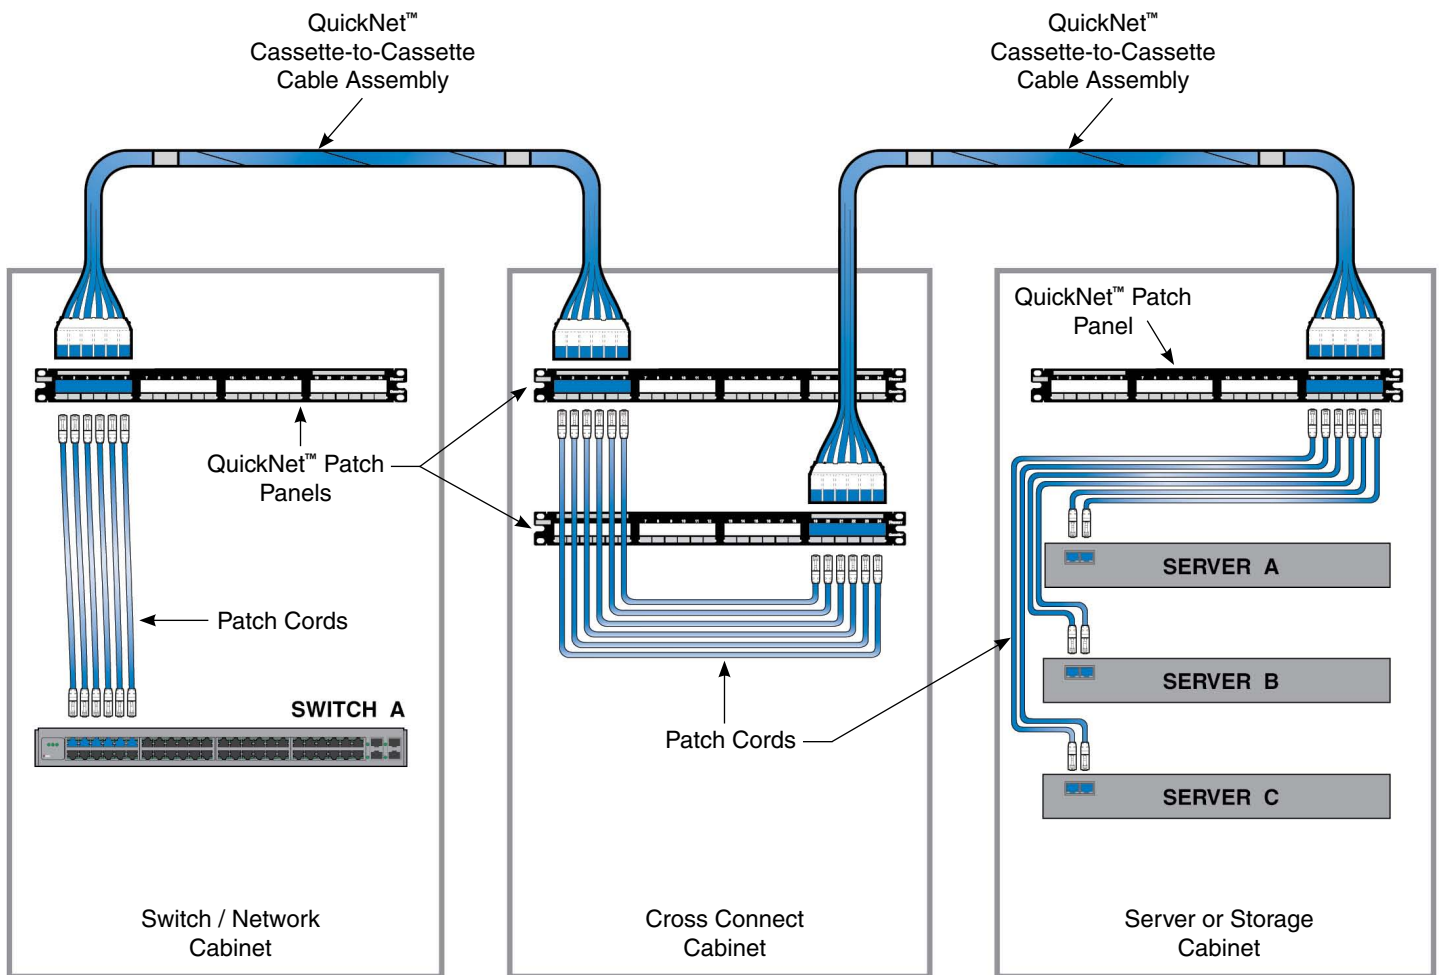 QuickNet™
Cassette-to-Cassette
Cable Assembly
QuickNet™
Cassette-to-Cassette
Cable Assembly
QuickNet™ Patch
Panel
QuickNet™ Patch
Panels
Patch Cords
SWITCH A
Patch Cords
SERVER A
SERVER B
SERVER C
Switch / Network
Cabinet
Cross Connect
Cabinet
Server or Storage
Cabinet